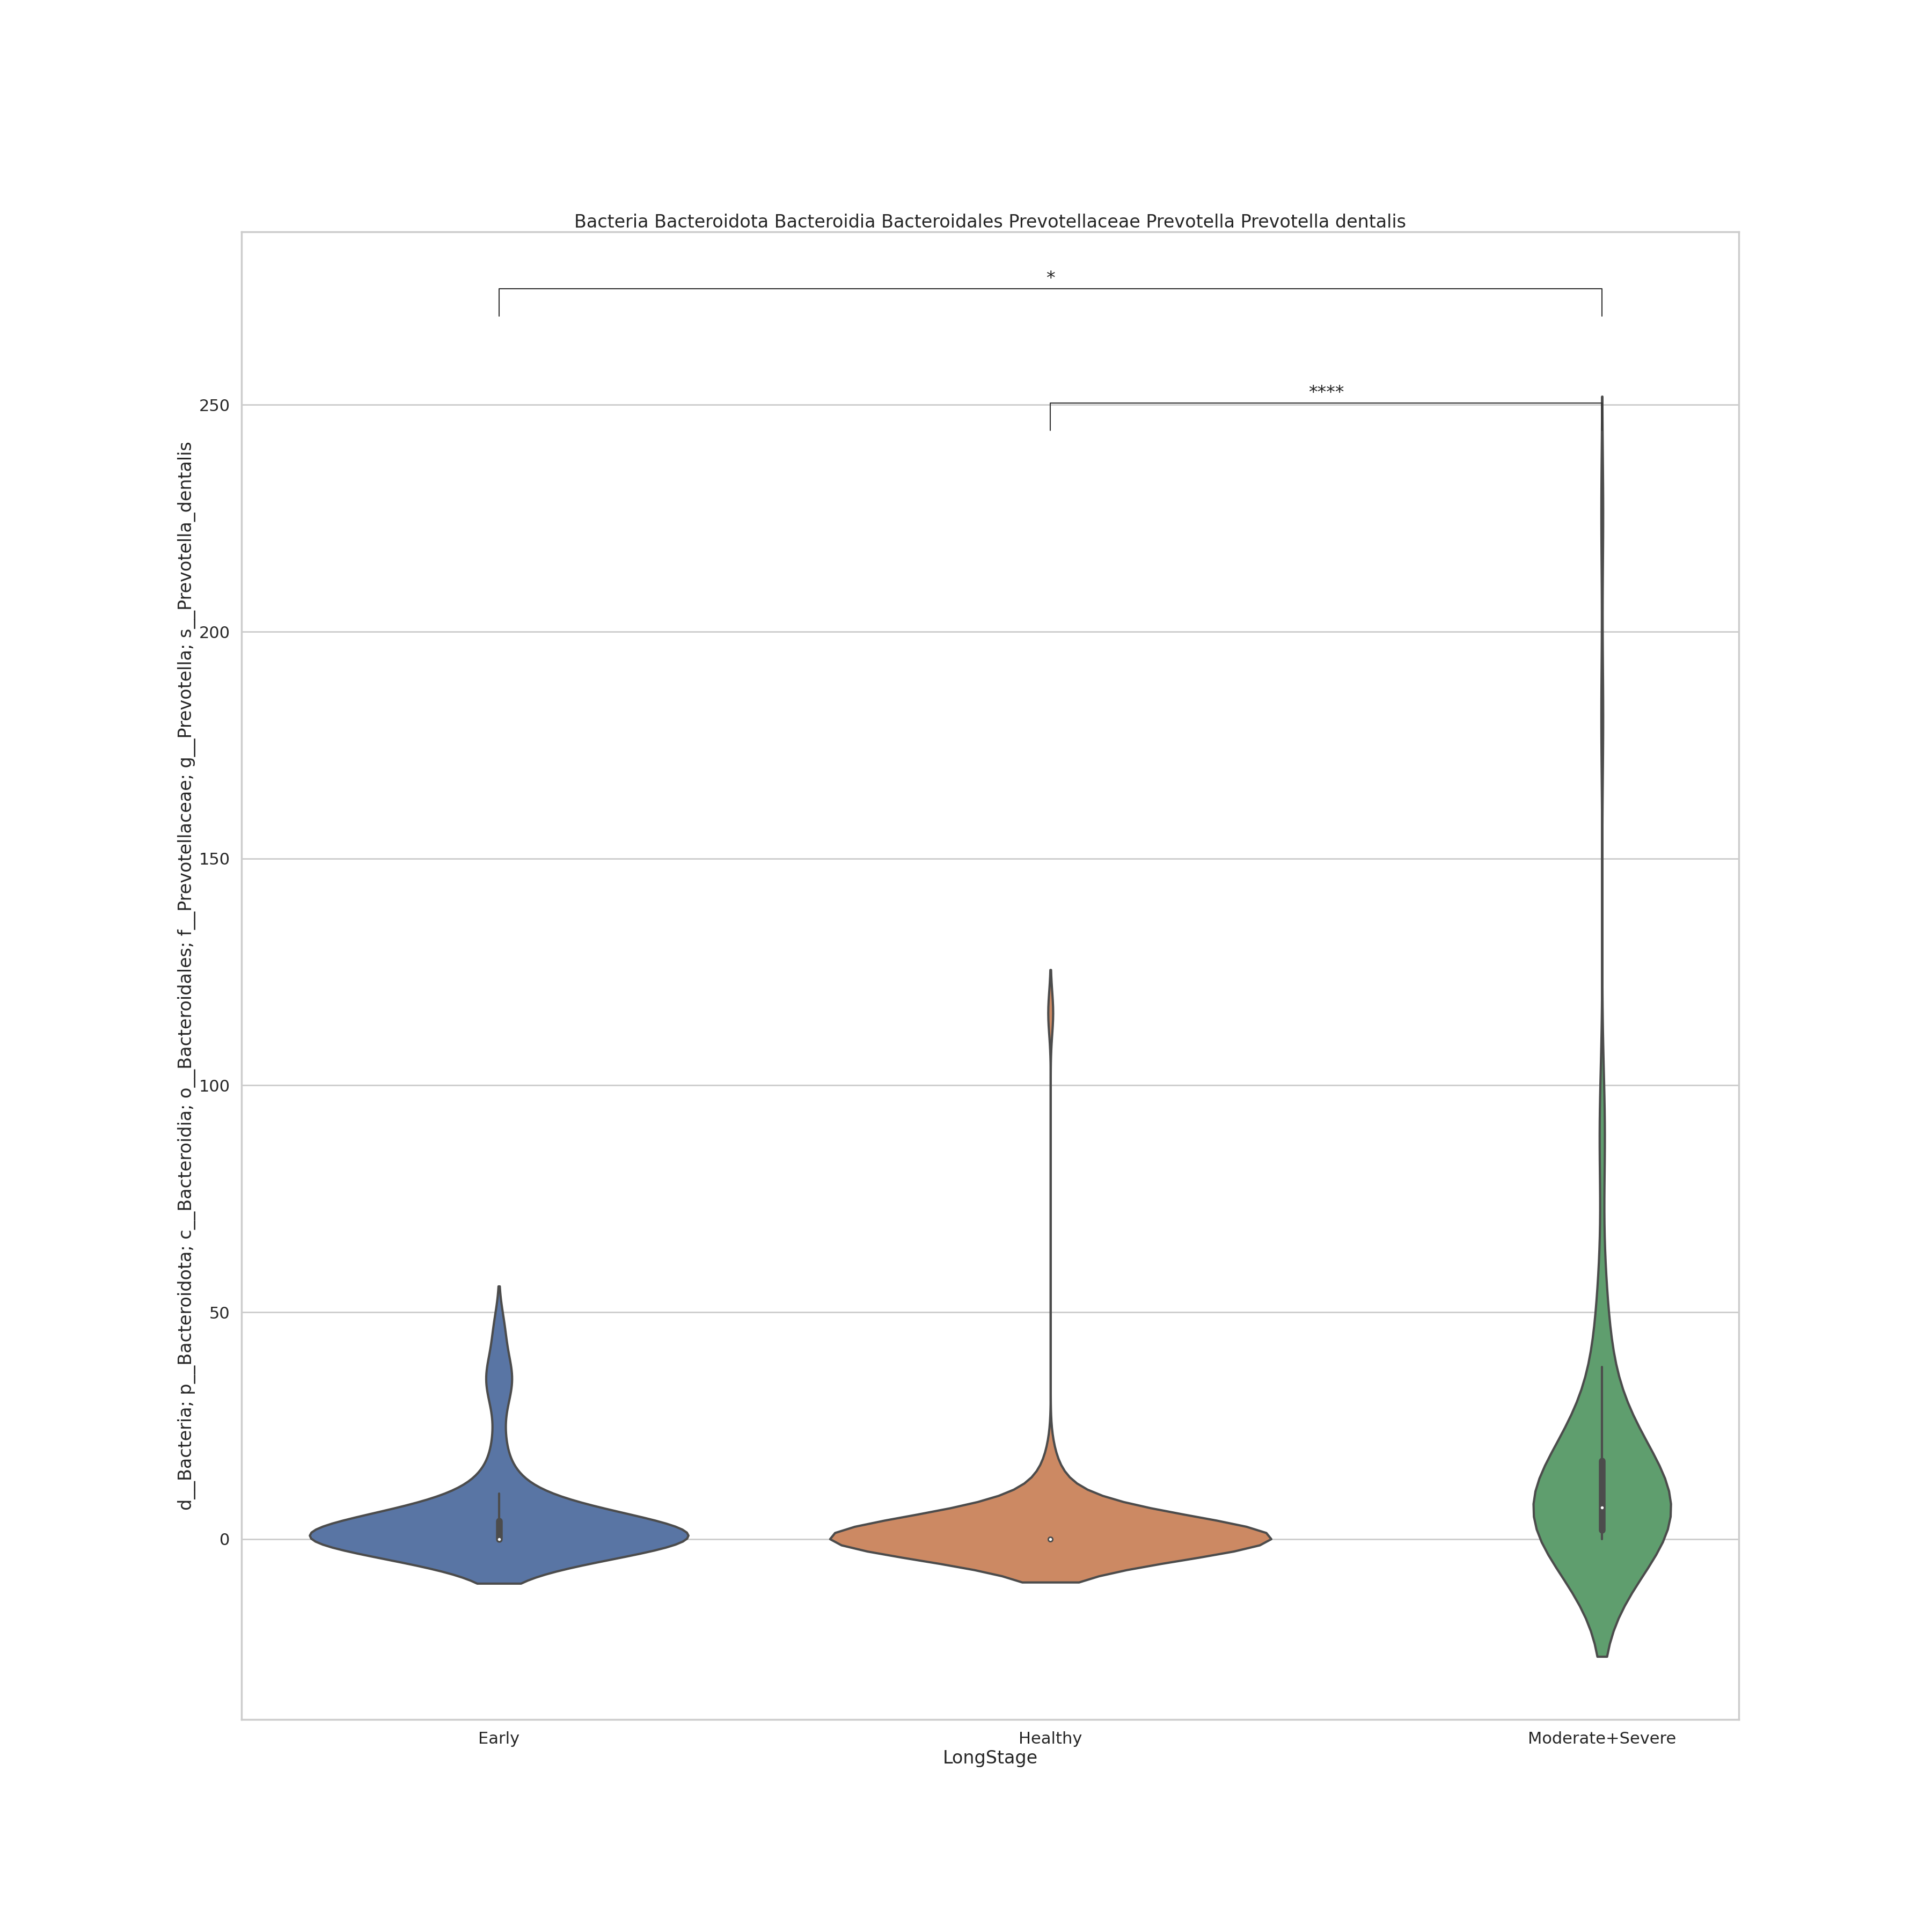 Bacteria Bacteroidota Bacteroidia Bacteroidales Prevotellaceae Prevotella Prevotella dentalis
*
****
d__Bacteria; p__Bacteroidota; c__Bacteroidia; o__Bacteroidales; f__Prevotellaceae; g__Prevotella; s__Prevotella_dentalis
250
200
150
100
50
0
Early
Healthy
Moderate+Severe
LongStage